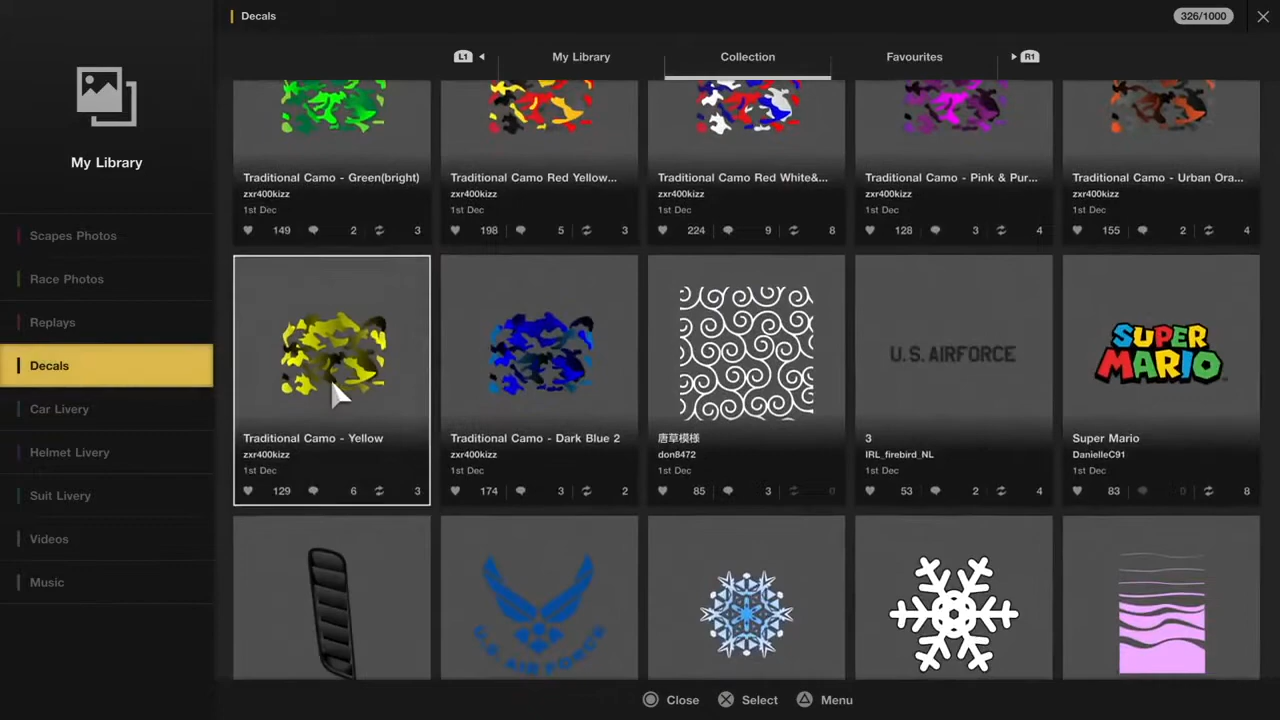 Decals
326/1000
L1
My Library
Collection
Favourites
R1
My Library
Scapes Photos
Race Photos
Replays
Decals
Car Livery
Helmet Livery
Suit Livery
Videos
Music
Traditional Camo - Green(bright)
zxr400kizz
1st Dec
149 2 3
Traditional Camo Red Yellow...
zxr400kizz
1st Dec
198 5 3
Traditional Camo Red White&...
zxr400kizz
1st Dec
224 9 8
Traditional Camo - Pink & Pur...
zxr400kizz
1st Dec
128 3 4
Traditional Camo - Urban Ora...
zxr400kizz
1st Dec
155 2 4
Traditional Camo - Yellow
zxr400kizz
1st Dec
129 6 3
Traditional Camo - Dark Blue 2
zxr400kizz
1st Dec
174 3 2
唐草模様
don8472
1st Dec
85 3 0
U.S. AIRFORCE
3
IRL_firebird_NL
1st Dec
53 2 4
SUPER
MARIO
TM
Super Mario
DanielleC91
1st Dec
83 0 8
U.S. AIR FORCE
Close
Select
Menu